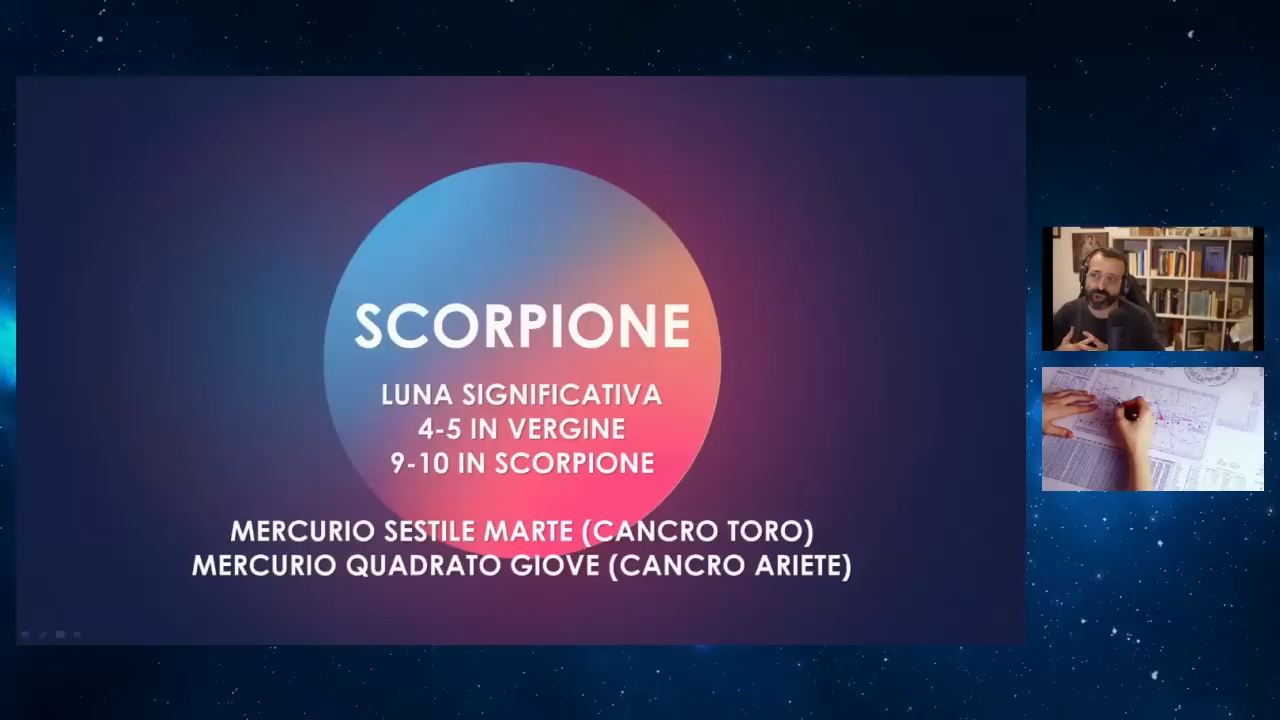 SCORPIONE
LUNA SIGNIFICATIVA
4-5 IN VERGINE
9-10 IN SCORPIONE
MERCURIO SESTILE MARTE (CANCRO TORO)
MERCURIO QUADRATO GIOVE (CANCRO ARIETE)